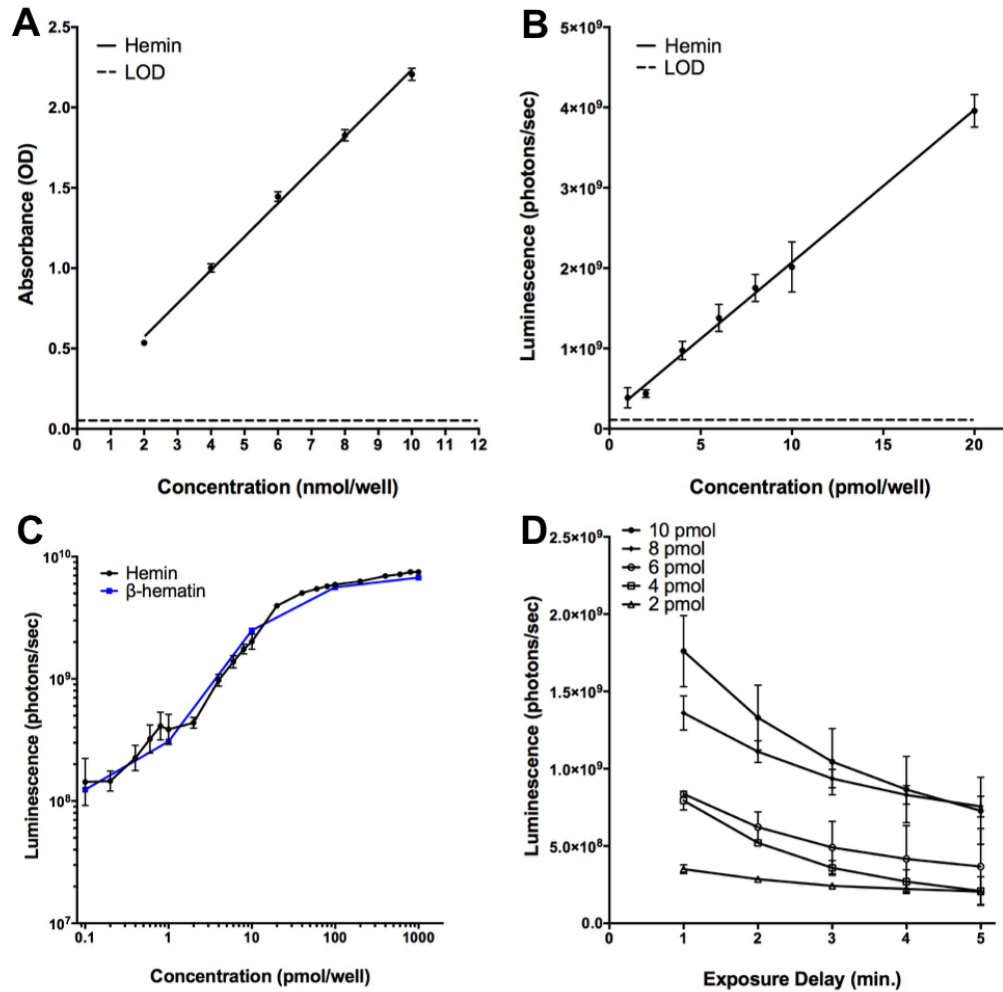 A
Hemin
LOD
Absorbance (OD)
2.5
2.0
1.5
1.0
0.5
0.0
0 1 2 3 4 5 6 7 8 9 10 11 12
Concentration (nmol/well)
B
Hemin
LOD
Luminescence (photons/sec)
5×10⁹
4×10⁹
3×10⁹
2×10⁹
1×10⁹
0
0 5 10 15 20
Concentration (pmol/well)
C
Hemin
β-hematin
Luminescence (photons/sec)
10¹⁰
10⁹
10⁸
10⁷
0.1 1 10 100 1000
Concentration (pmol/well)
D
10 pmol
8 pmol
6 pmol
4 pmol
2 pmol
Luminescence (photons/sec)
2.5×10⁹
2.0×10⁹
1.5×10⁹
1.0×10⁹
5.0×10⁸
0.0
0 1 2 3 4 5
Exposure Delay (min.)